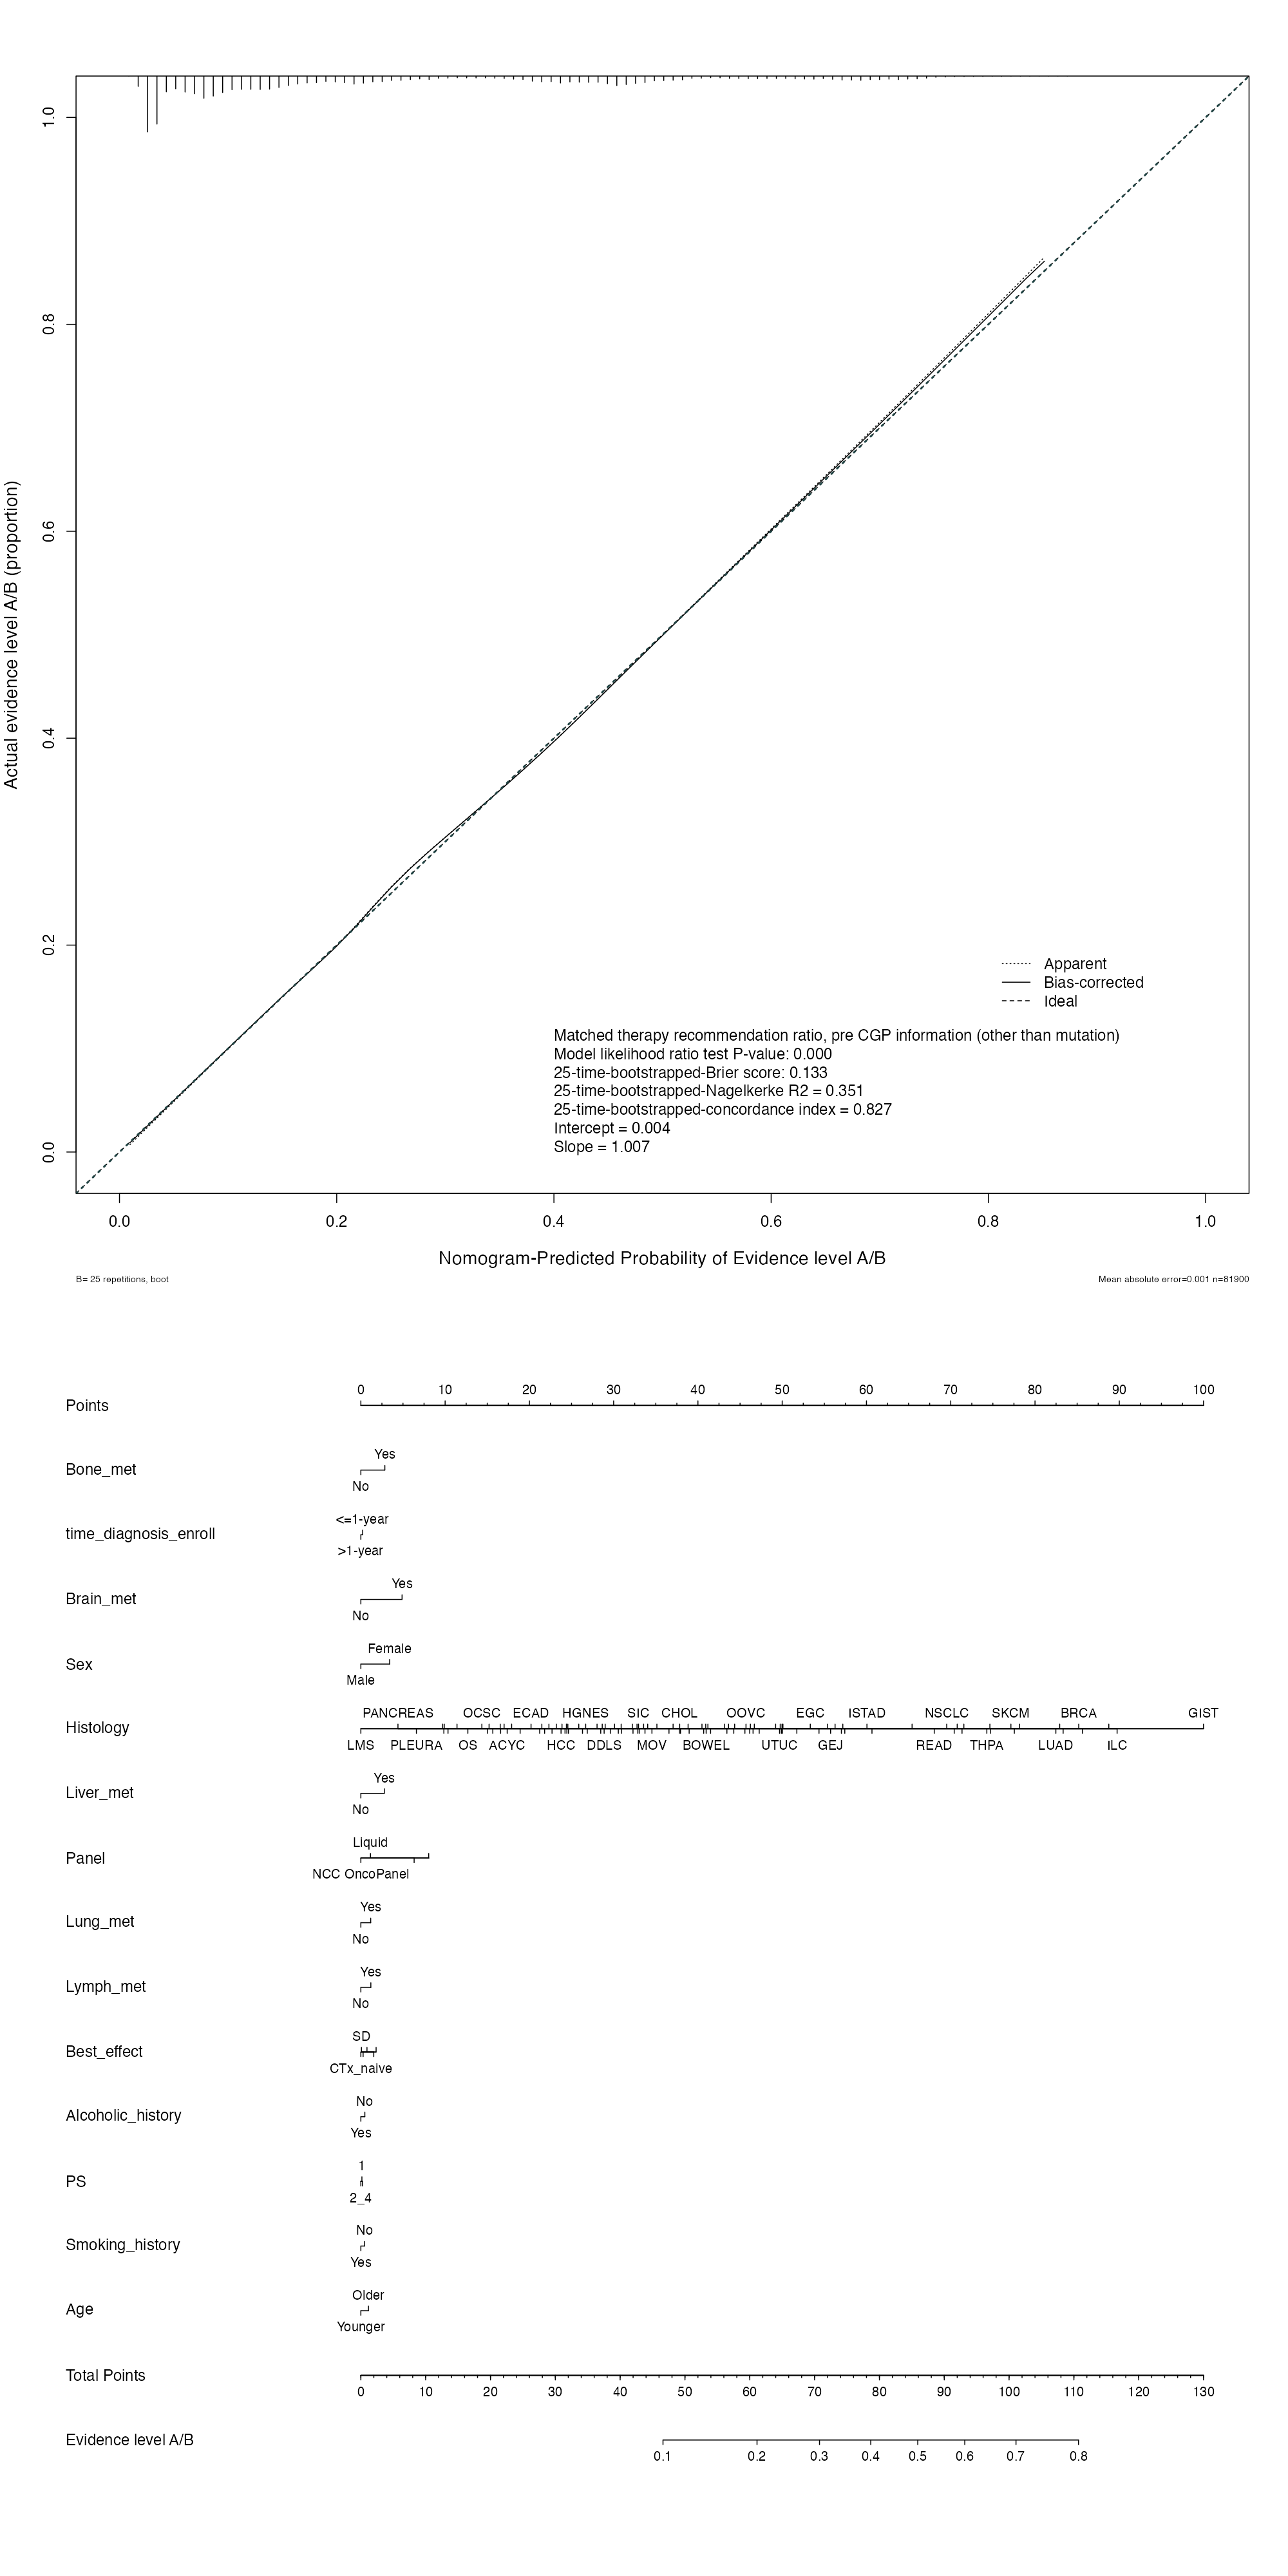 1.0
0.8
0.6
0.4
0.2
0.0
Actual evidence level A/B (proportion)
Apparent
Bias-corrected
Ideal
Matched therapy recommendation ratio, pre CGP information (other than mutation)
Model likelihood ratio test P-value: 0.000
25-time-bootstrapped-Brier score: 0.133
25-time-bootstrapped-Nagelkerke R2 = 0.351
25-time-bootstrapped-concordance index = 0.827
Intercept = 0.004
Slope = 1.007
0.0 0.2 0.4 0.6 0.8 1.0
Nomogram-Predicted Probability of Evidence level A/B
B= 25 repetitions, boot Mean absolute error=0.001 n=81900
0 10 20 30 40 50 60 70 80 90 100
Points
Yes
Bone_met
No
<=1-year
time_diagnosis_enroll
>1-year
Yes
Brain_met
No
Female
Sex
Male
PANCREAS OCSC ECAD HGNES SIC CHOL OOVC EGC ISTAD NSCLC SKCM BRCA GIST
Histology
LMS PLEURA OS ACYC HCC DDLS MOV BOWEL UTUC GEJ READ THPA LUAD ILC
Yes
Liver_met
No
Liquid
Panel
NCC OncoPanel
Yes
Lung_met
No
Yes
Lymph_met
No
SD
Best_effect
CTx_naive
No
Alcoholic_history
Yes
1
PS
2_4
No
Smoking_history
Yes
Older
Age
Younger
Total Points
0 10 20 30 40 50 60 70 80 90 100 110 120 130
Evidence level A/B
0.1 0.2 0.3 0.4 0.5 0.6 0.7 0.8